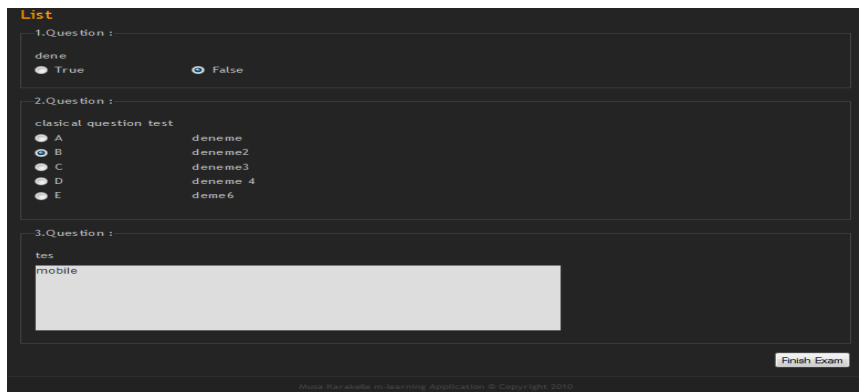 List
1.Question :
dene
True False
2.Question :
clasical question test
A deneme
B deneme2
C deneme3
D deneme 4
E deme6
3.Question :
tes
mobile
Finish Exam
Musa Karakelle m-learning Application © Copyright 2010